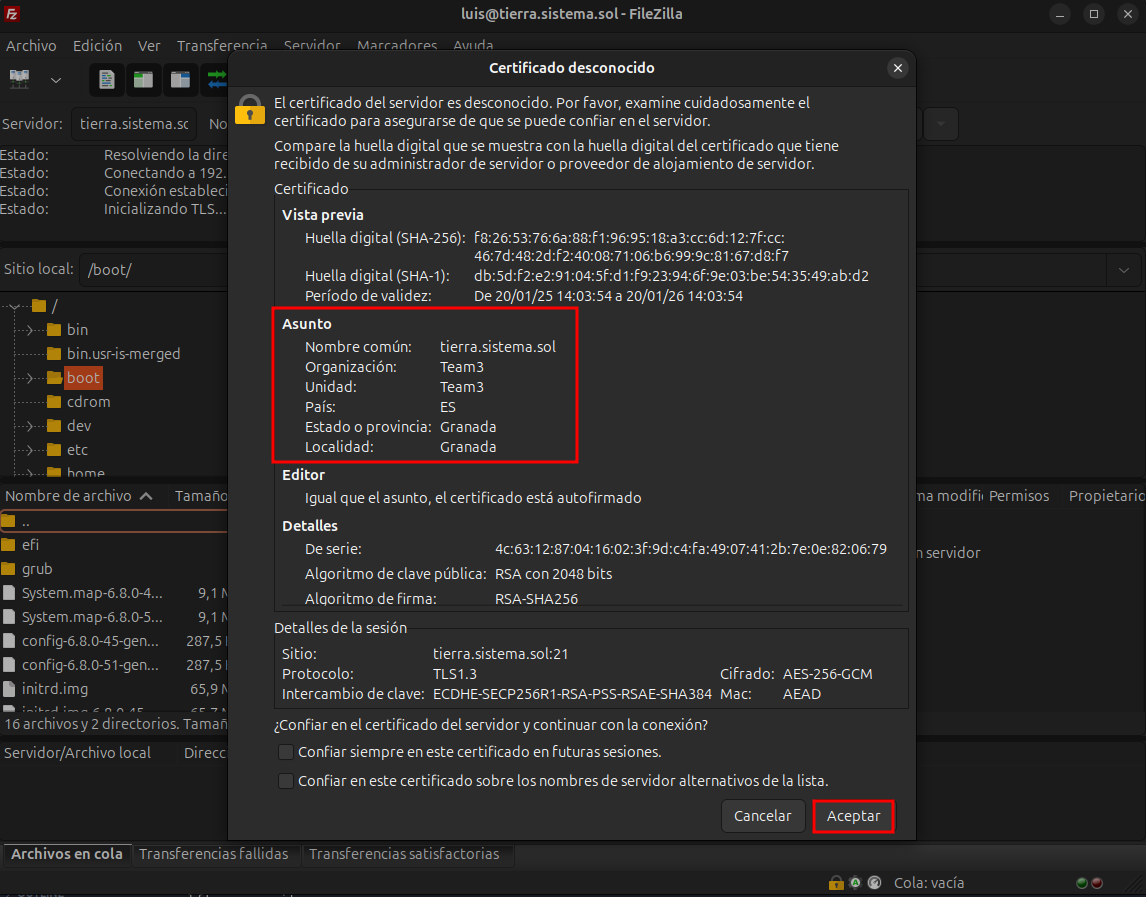 luis@tierra.sistema.sol - FileZilla
Archivo Edición Ver Transferencia Servidor Marcadores Ayuda
Servidor: tierra.sistema.sc No
Estado: Resolviendo la dire
Estado: Conectando a 192.
Estado: Conexión estableci
Estado: Inicializando TLS...
Sitio local: /boot/
/
bin
bin.usr-is-merged
boot
cdrom
dev
etc
home
Nombre de archivo Tamaño
..
efi
grub
System.map-6.8.0-4... 9,1 M
System.map-6.8.0-5... 9,1 M
config-6.8.0-45-gen... 287,5
config-6.8.0-51-gen... 287,5
initrd.img 65,9 M
initrd.img-6.8.0-45
16 archivos y 2 directorios. Tamañ
Servidor/Archivo local Direcc
Certificado desconocido
El certificado del servidor es desconocido. Por favor, examine cuidadosamente el
certificado para asegurarse de que se puede confiar en el servidor.
Compare la huella digital que se muestra con la huella digital del certificado que tiene
recibido de su administrador de servidor o proveedor de alojamiento de servidor.
Certificado
Vista previa
Huella digital (SHA-256): f8:26:53:76:6a:88:f1:96:95:18:a3:cc:6d:12:7f:cc:
46:7d:48:2d:f2:40:08:71:06:b6:99:9c:81:67:d8:f7
Huella digital (SHA-1): db:5d:f2:e2:91:04:5f:d1:f9:23:94:6f:9e:03:be:54:35:49:ab:d2
Período de validez: De 20/01/25 14:03:54 a 20/01/26 14:03:54
Asunto
Nombre común: tierra.sistema.sol
Organización: Team3
Unidad: Team3
País: ES
Estado o provincia: Granada
Localidad: Granada
Editor
Igual que el asunto, el certificado está autofirmado
Detalles
De serie: 4c:63:12:87:04:16:02:3f:9d:c4:fa:49:07:41:2b:7e:0e:82:06:79
Algoritmo de clave pública: RSA con 2048 bits
Algoritmo de firma: RSA-SHA256
Detalles de la sesión
Sitio: tierra.sistema.sol:21
Protocolo: TLS1.3 Cifrado: AES-256-GCM
Intercambio de clave: ECDHE-SECP256R1-RSA-PSS-RSAE-SHA384 Mac: AEAD
¿Confiar en el certificado del servidor y continuar con la conexión?
Confiar siempre en este certificado en futuras sesiones.
Confiar en este certificado sobre los nombres de servidor alternativos de la lista.
Cancelar Aceptar
ma modific Permisos Propietario
n servidor
Archivos en cola Transferencias fallidas Transferencias satisfactorias
Cola: vacía